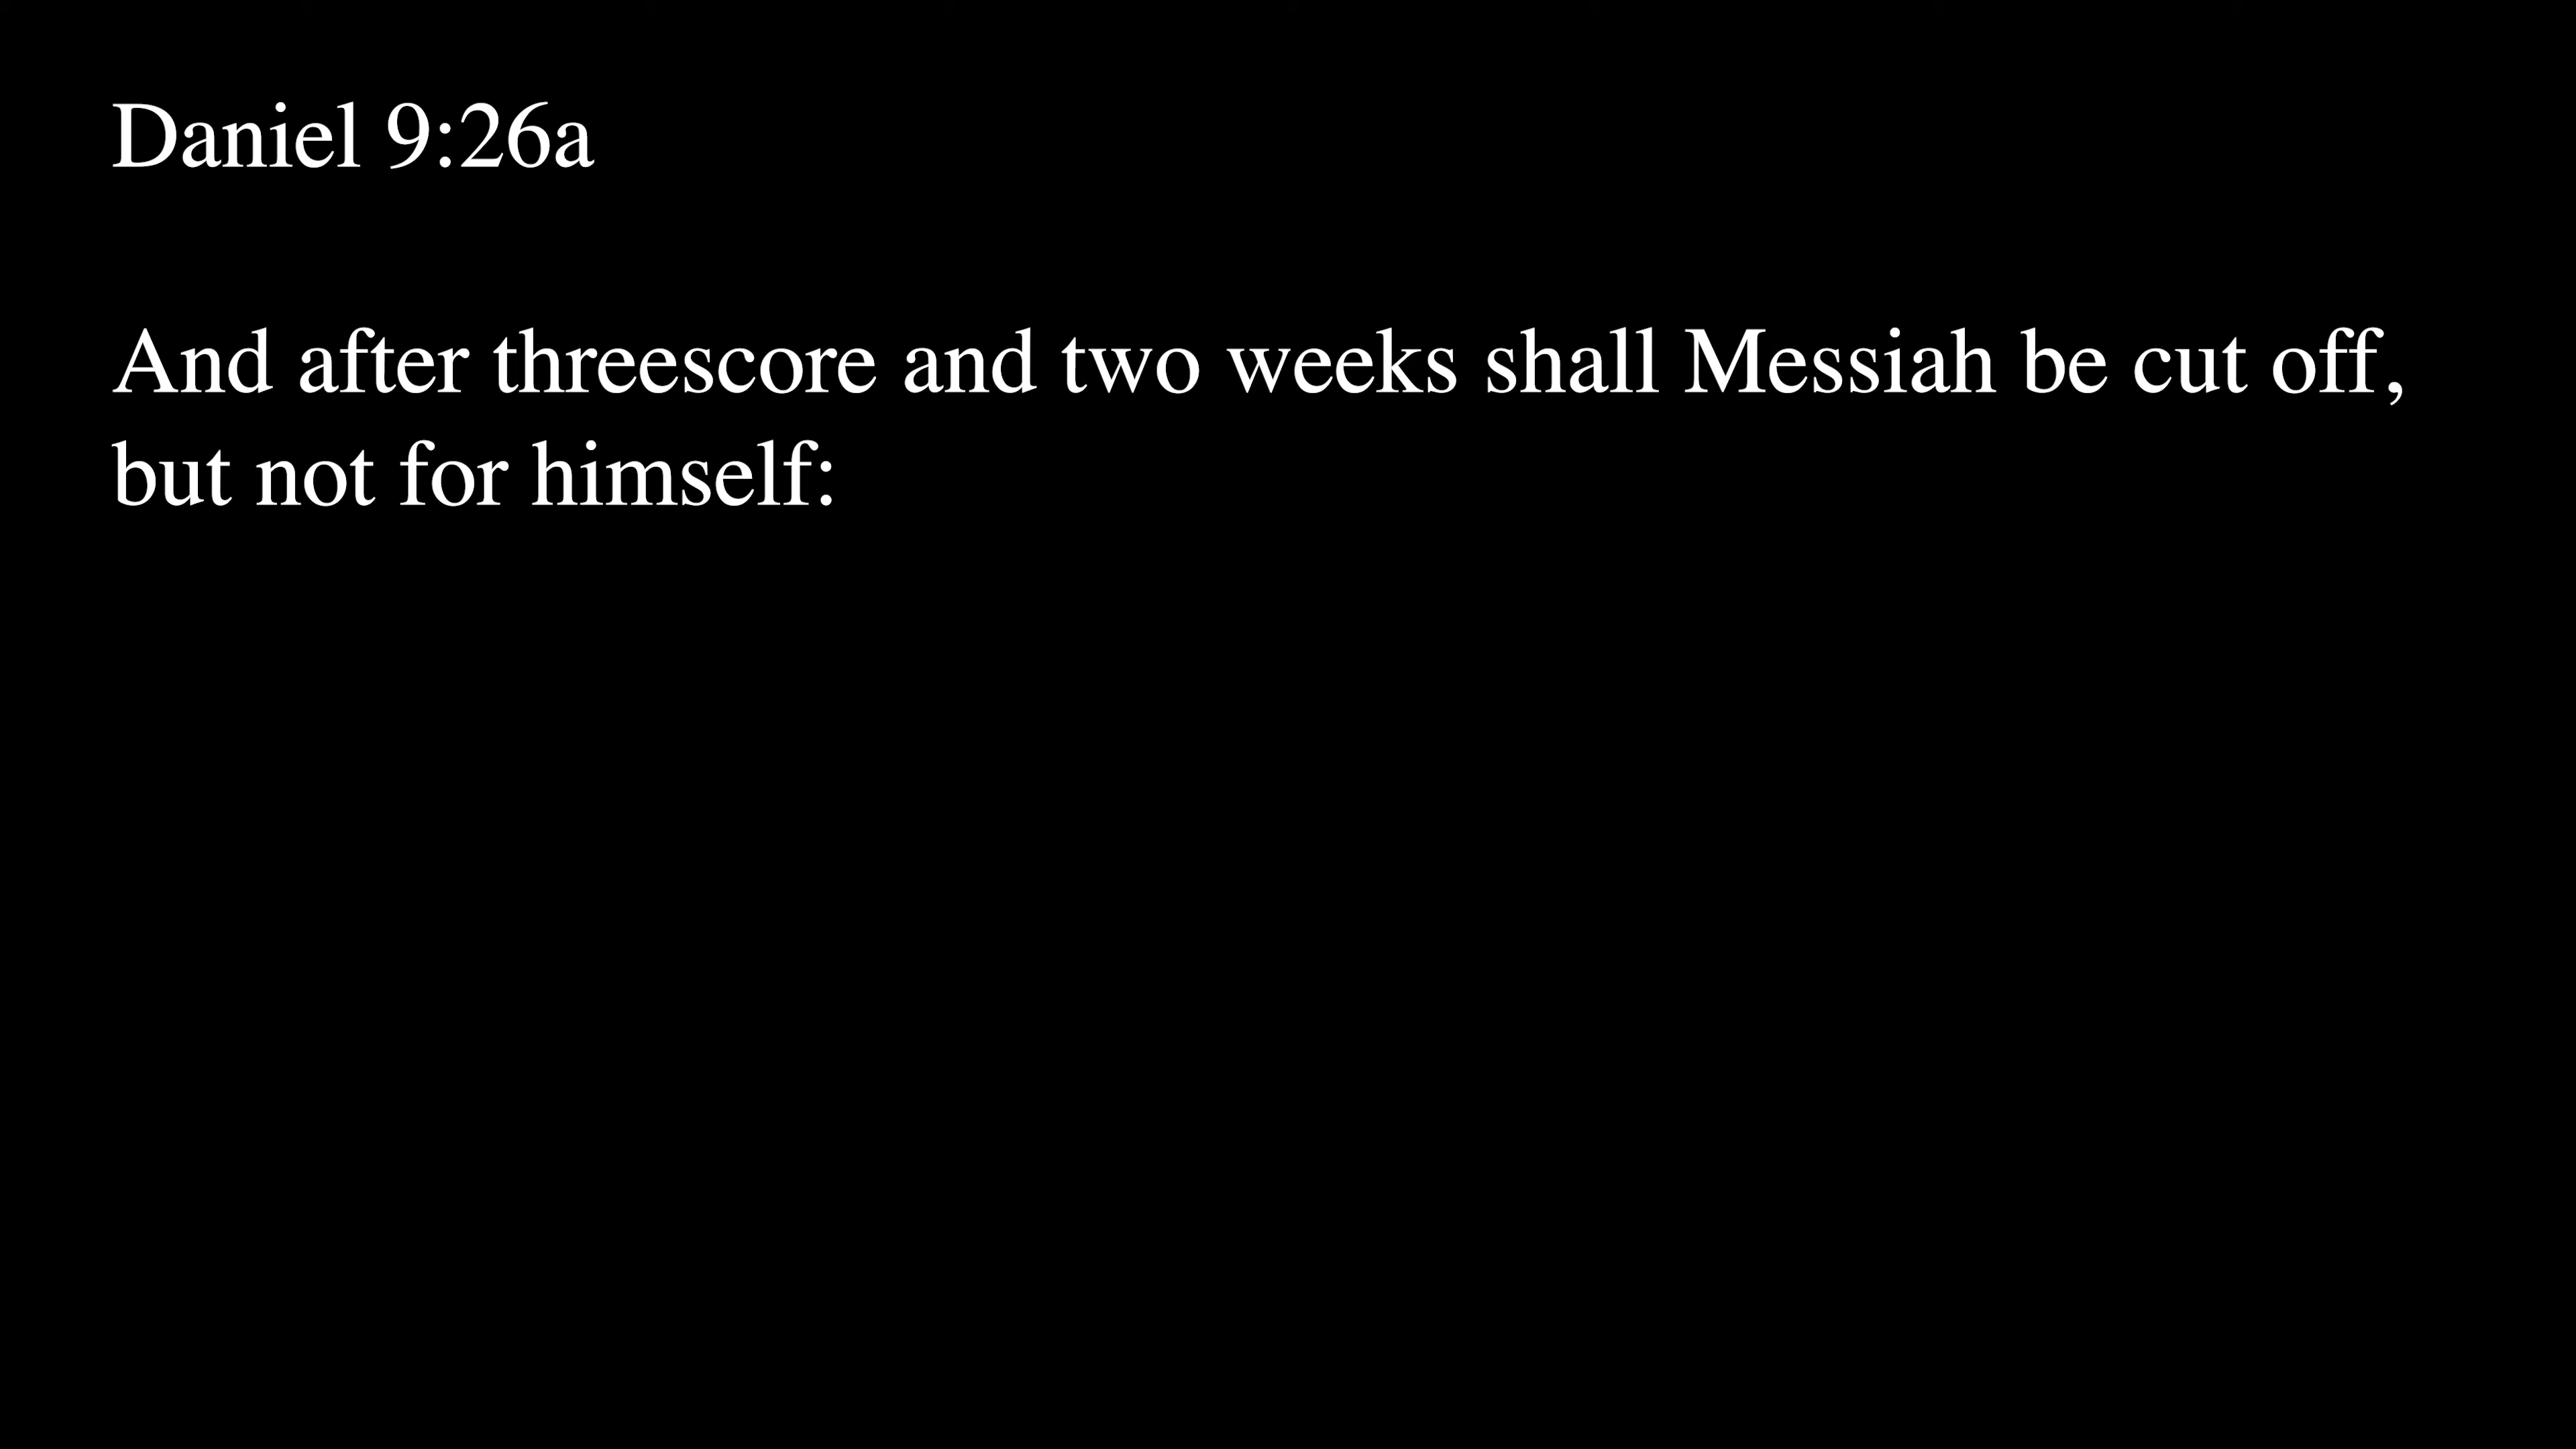 Daniel 9:26a
And after threescore and two weeks shall Messiah be cut off,
but not for himself: